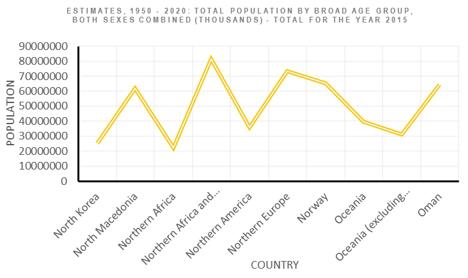 ESTIMATES, 1950 - 2020: TOTAL POPULATION BY BROAD AGE GROUP,
BOTH SEXES COMBINED (THOUSANDS) - TOTAL FOR THE YEAR 2015
90000000
80000000
70000000
60000000
50000000
40000000
30000000
20000000
10000000
0
POPULATION
North Korea
North Macedonia
Northern Africa
Northern Africa and...
Northern America
Northern Europe
Norway
Oceania
Oceania (excluding...
Oman
COUNTRY